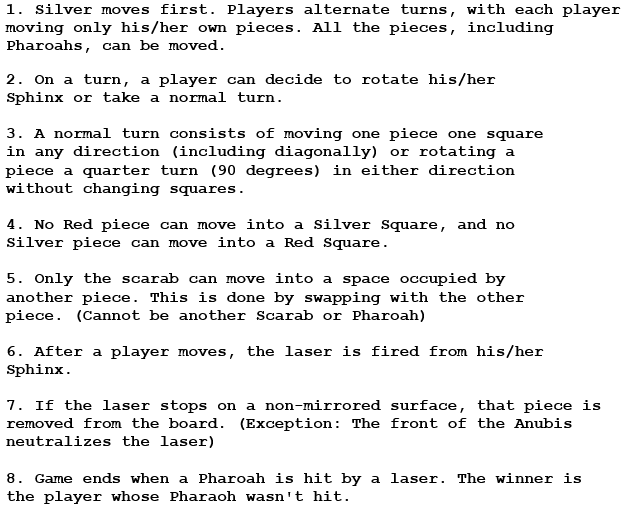 1. Silver moves first. Players alternate turns, with each player
moving only his/her own pieces. All the pieces, including
Pharoahs, can be moved.
2. On a turn, a player can decide to rotate his/her
Sphinx or take a normal turn.
3. A normal turn consists of moving one piece one square
in any direction (including diagonally) or rotating a
piece a quarter turn (90 degrees) in either direction
without changing squares.
4. No Red piece can move into a Silver Square, and no
Silver piece can move into a Red Square.
5. Only the scarab can move into a space occupied by
another piece. This is done by swapping with the other
piece. (Cannot be another Scarab or Pharoah)
6. After a player moves, the laser is fired from his/her
Sphinx.
7. If the laser stops on a non-mirrored surface, that piece is
removed from the board. (Exception: The front of the Anubis
neutralizes the laser)
8. Game ends when a Pharoah is hit by a laser. The winner is
the player whose Pharaoh wasn't hit.